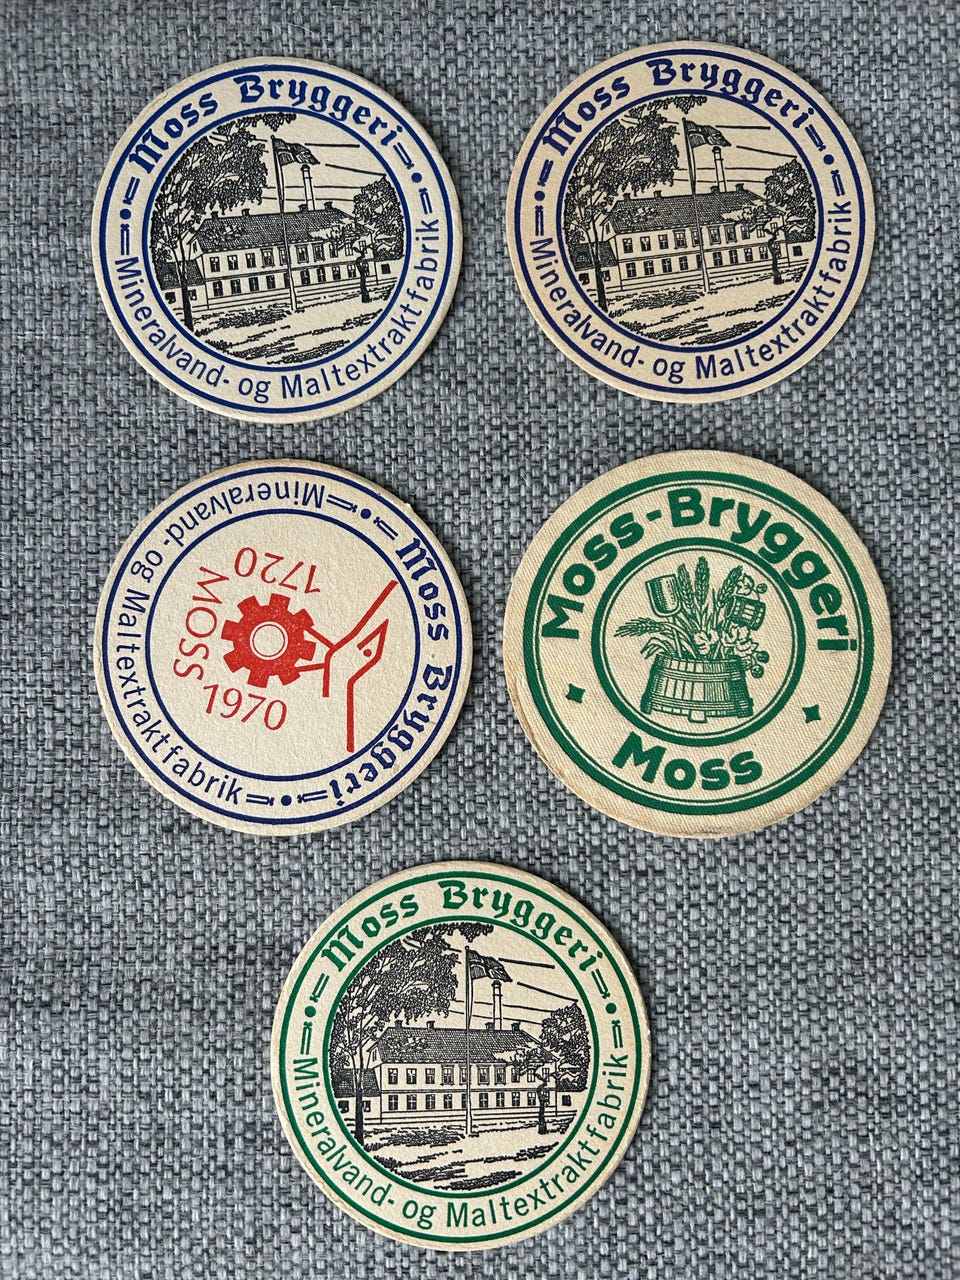 Moss Bryggeri
Mineralvand- og Maltextraktfabrik
Moss Bryggeri
Mineralvand- og Maltextraktfabrik
Moss Bryggeri
Mineralvand- og Maltextraktfabrik
1720
MOSS
1970
Moss-Bryggeri
Moss
Moss Bryggeri
Mineralvand- og Maltextraktfabrik